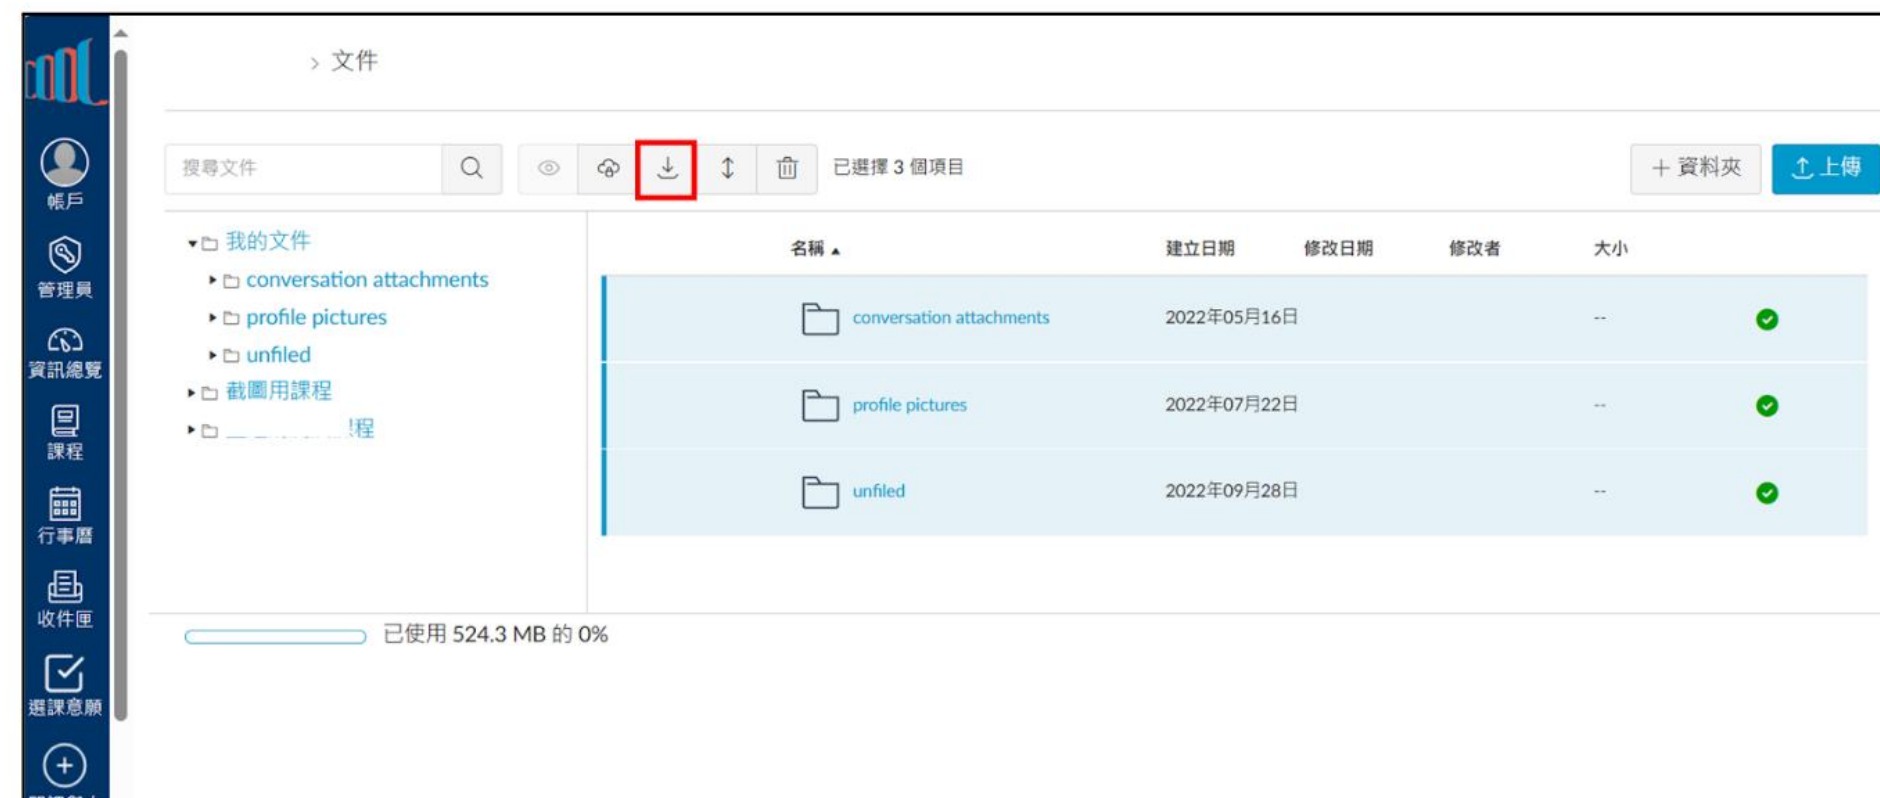 COOL
> 文件
搜尋文件
已選擇 3 個項目
+ 資料夾
上傳
帳戶
管理員
資訊總覽
課程
行事曆
收件匣
選課意願
我的文件
conversation attachments
profile pictures
unfiled
截圖用課程
程
名稱 ▲ 建立日期 修改日期 修改者 大小
conversation attachments 2022年05月16日 --
profile pictures 2022年07月22日 --
unfiled 2022年09月28日 --
已使用 524.3 MB 的 0%